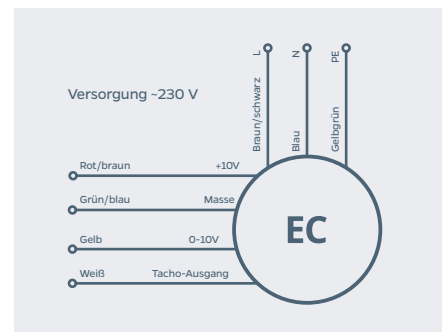 L
N
PE
Versorgung ~230 V
Braun/schwarz
Blau
Gelbgrün
Rot/braun +10V
Grün/blau Masse
EC
Gelb 0-10V
Weiß Tacho-Ausgang